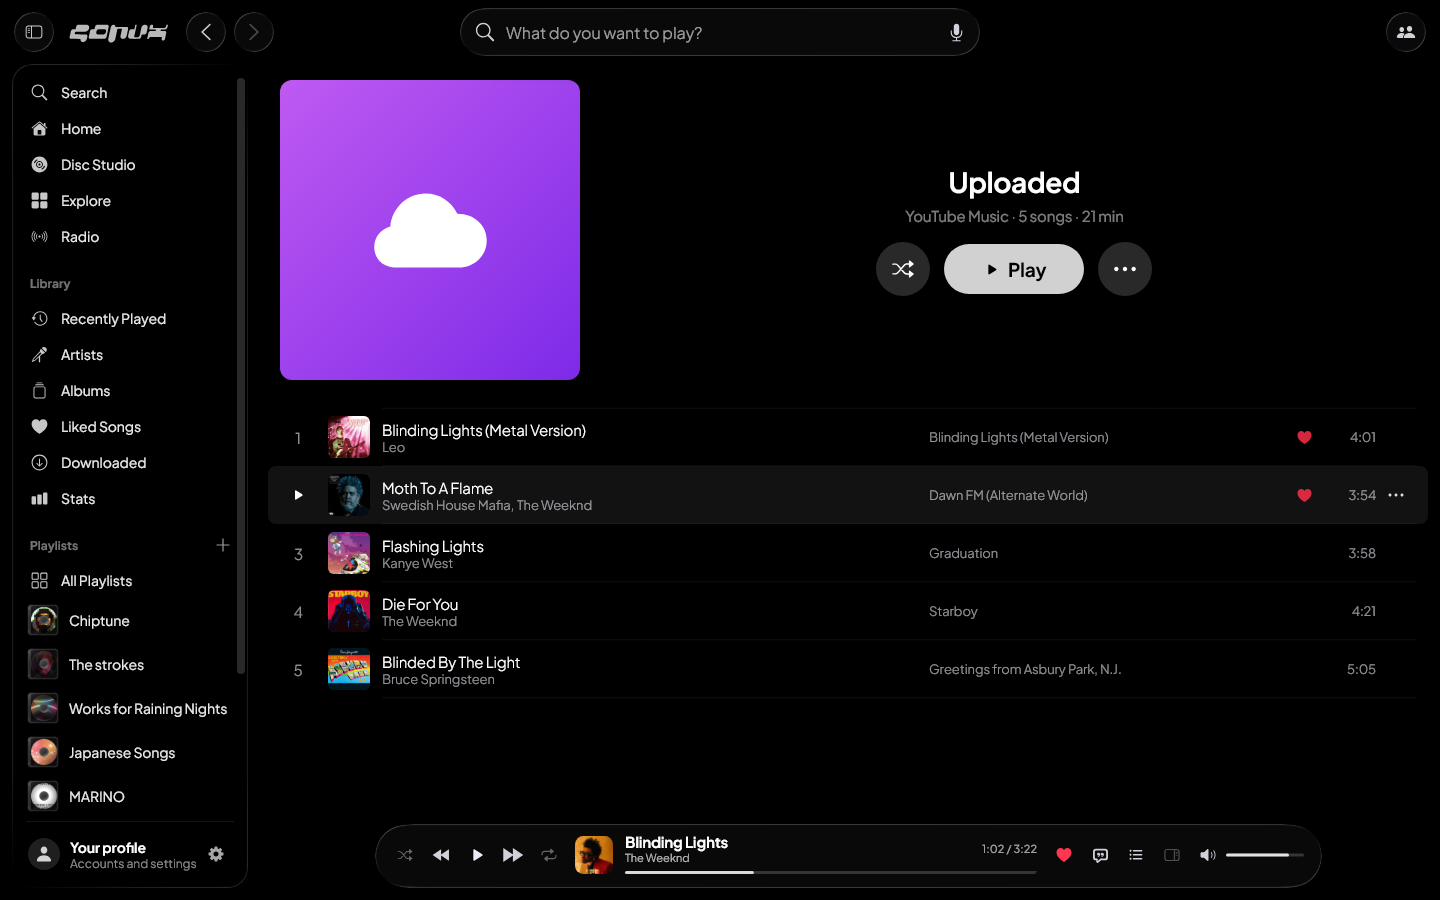 sonux
What do you want to play?
Search
Home
Disc Studio
Explore
Radio
Library
Recently Played
Artists
Albums
Liked Songs
Downloaded
Stats
Playlists
All Playlists
Chiptune
The strokes
Works for Raining Nights
Japanese Songs
MARINO
Your profile
Accounts and settings
Uploaded
YouTube Music · 5 songs · 21 min
Play
1
Blinding Lights (Metal Version)
Leo
Blinding Lights (Metal Version)
4:01
Moth To A Flame
Swedish House Mafia, The Weeknd
Dawn FM (Alternate World)
3:54
3
Flashing Lights
Kanye West
Graduation
3:58
4
STARBOY
Die For You
The Weeknd
Starboy
4:21
5
Blinded By The Light
Bruce Springsteen
Greetings from Asbury Park, N.J.
5:05
Blinding Lights
The Weeknd
1:02 / 3:22